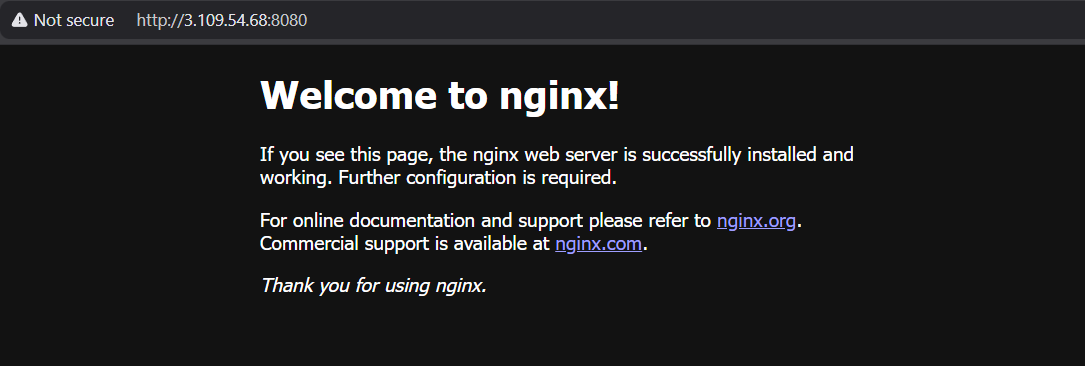 Not secure http://3.109.54.68:8080
Welcome to nginx!
If you see this page, the nginx web server is successfully installed and
working. Further configuration is required.
For online documentation and support please refer to nginx.org.
Commercial support is available at nginx.com.
Thank you for using nginx.